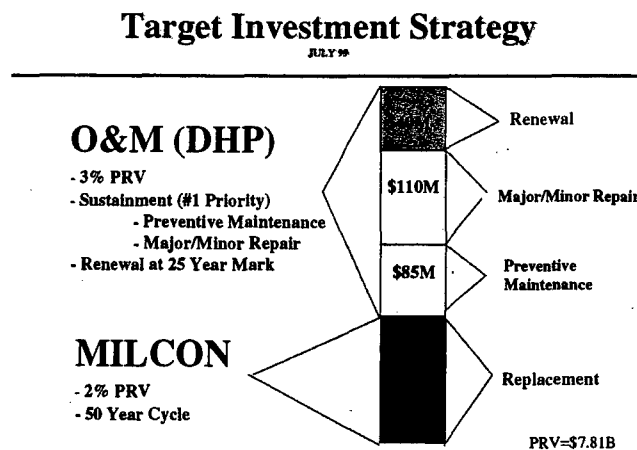 Target Investment Strategy
JULY 99
O&M (DHP)
- 3% PRV
- Sustainment (#1 Priority)
- Preventive Maintenance
- Major/Minor Repair
- Renewal at 25 Year Mark
MILCON
- 2% PRV
- 50 Year Cycle
$110M
$85M
Renewal
Major/Minor Repair
Preventive
Maintenance
Replacement
PRV=$7.81B